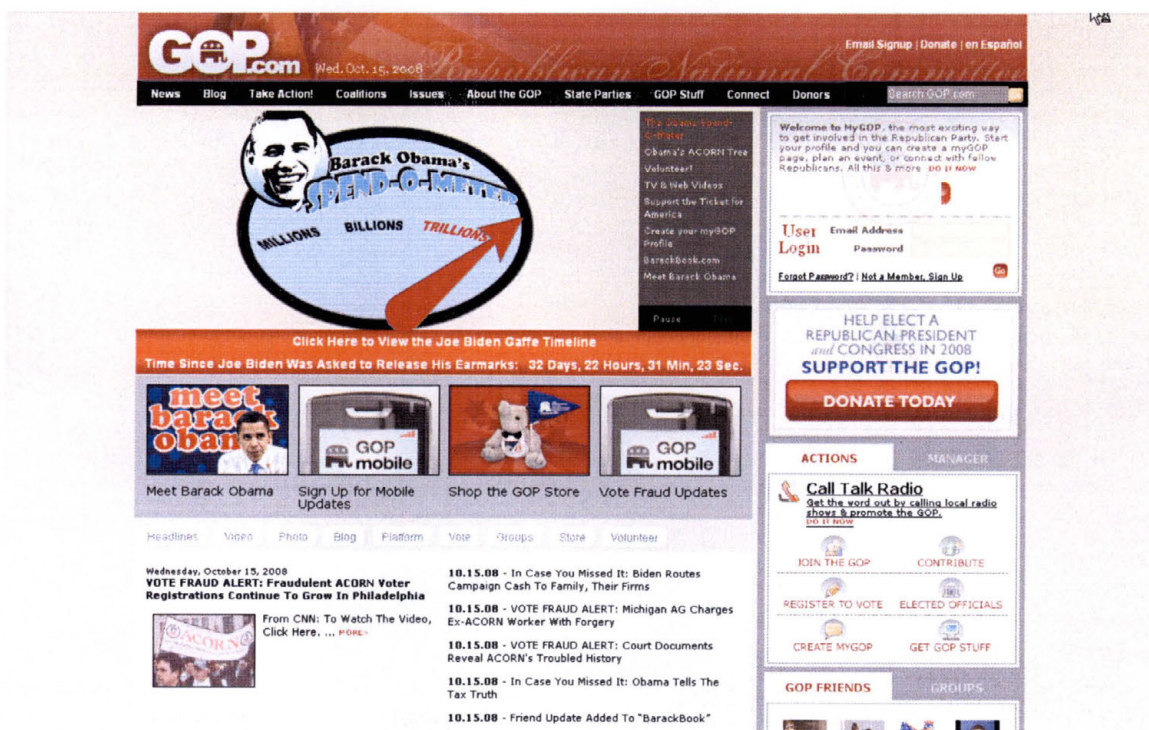 GOP.com
Wed. Oct. 15, 2008
Republican National Committee
Email Signup | Donate | en Español
News Blog Take Action! Coalitions Issues About the GOP State Parties GOP Stuff Connect Donors
Search GOP.com
Barack Obama's
SPEND-O-METER
MILLIONS BILLIONS TRILLIONS
The Obama Spend-
O-Meter
Obama's ACORN Tree
Volunteer!
TV & Web Videos
Support the Ticket for
America
Create your myGOP
Profile
BarackBook.com
Meet Barack Obama
Pause
Click Here to View the Joe Biden Gaffe Timeline
Time Since Joe Biden Was Asked to Release His Earmarks: 32 Days, 22 Hours, 31 Min, 23 Sec.
meet
barack
obama
GOP
mobile
GOP
mobile
Meet Barack Obama
Sign Up for Mobile
Updates
Shop the GOP Store
Vote Fraud Updates
Headlines Video Photo Blog Platform Vote Groups Store Volunteer
Wednesday, October 15, 2008
VOTE FRAUD ALERT: Fraudulent ACORN Voter
Registrations Continue To Grow In Philadelphia
ACORN
From CNN: To Watch The Video,
Click Here. ... MORE>
10.15.08 - In Case You Missed It: Biden Routes
Campaign Cash To Family, Their Firms
10.15.08 - VOTE FRAUD ALERT: Michigan AG Charges
Ex-ACORN Worker With Forgery
10.15.08 - VOTE FRAUD ALERT: Court Documents
Reveal ACORN's Troubled History
10.15.08 - In Case You Missed It: Obama Tells The
Tax Truth
10.15.08 - Friend Update Added To "BarackBook"
Welcome to MyGOP, the most exciting way
to get involved in the Republican Party. Start
your profile and you can create a myGOP
page, plan an event, or connect with fellow
Republicans. All this & more DO IT NOW
User
Login
Email Address
Password
Forgot Password? | Not a Member, Sign Up
Go
HELP ELECT A
REPUBLICAN PRESIDENT
and CONGRESS IN 2008
SUPPORT THE GOP!
DONATE TODAY
ACTIONS MANAGER
Call Talk Radio
Get the word out by calling local radio
shows & promote the GOP.
DO IT NOW
JOIN THE GOP CONTRIBUTE
REGISTER TO VOTE ELECTED OFFICIALS
CREATE MYGOP GET GOP STUFF
GOP FRIENDS GROUPS